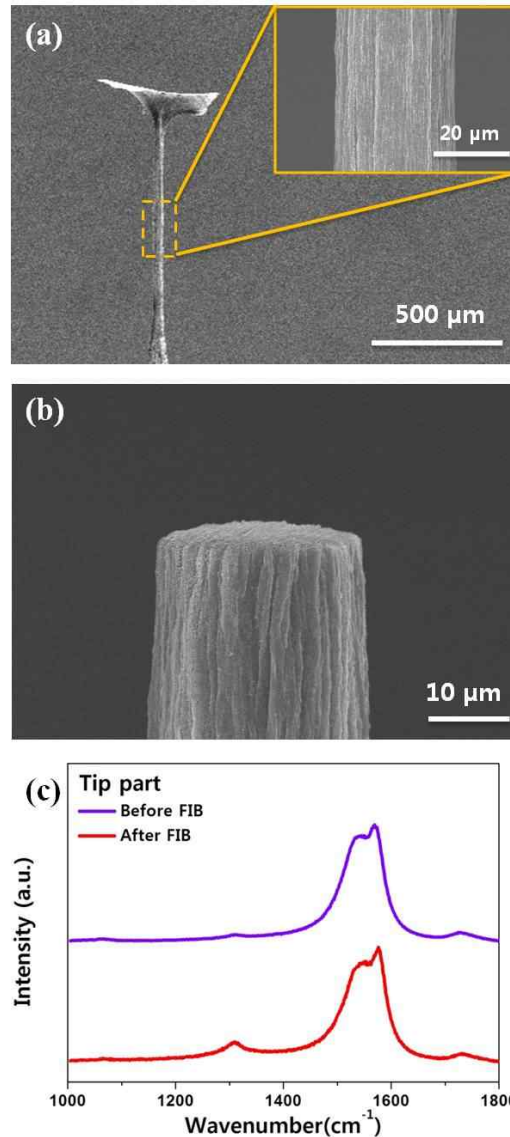 (a)
20 µm
500 µm
(b)
10 µm
(c)
Tip part
Before FIB
After FIB
Intensity (a.u.)
1000 1200 1400 1600 1800
Wavenumber(cm⁻¹)